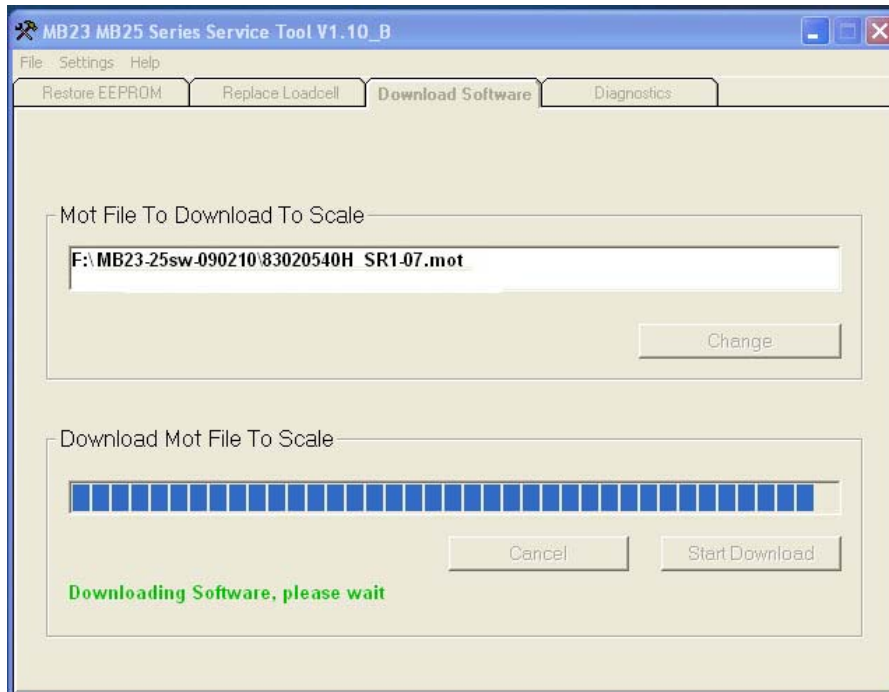 MB23 MB25 Series Service Tool V1.10_B
File Settings Help
Restore EEPROM Replace Loadcell Download Software Diagnostics
Mot File To Download To Scale
F:\MB23-25sw-090210\83020540H SR1-07.mot
Change
Download Mot File To Scale
Cancel Start Download
Downloading Software, please wait